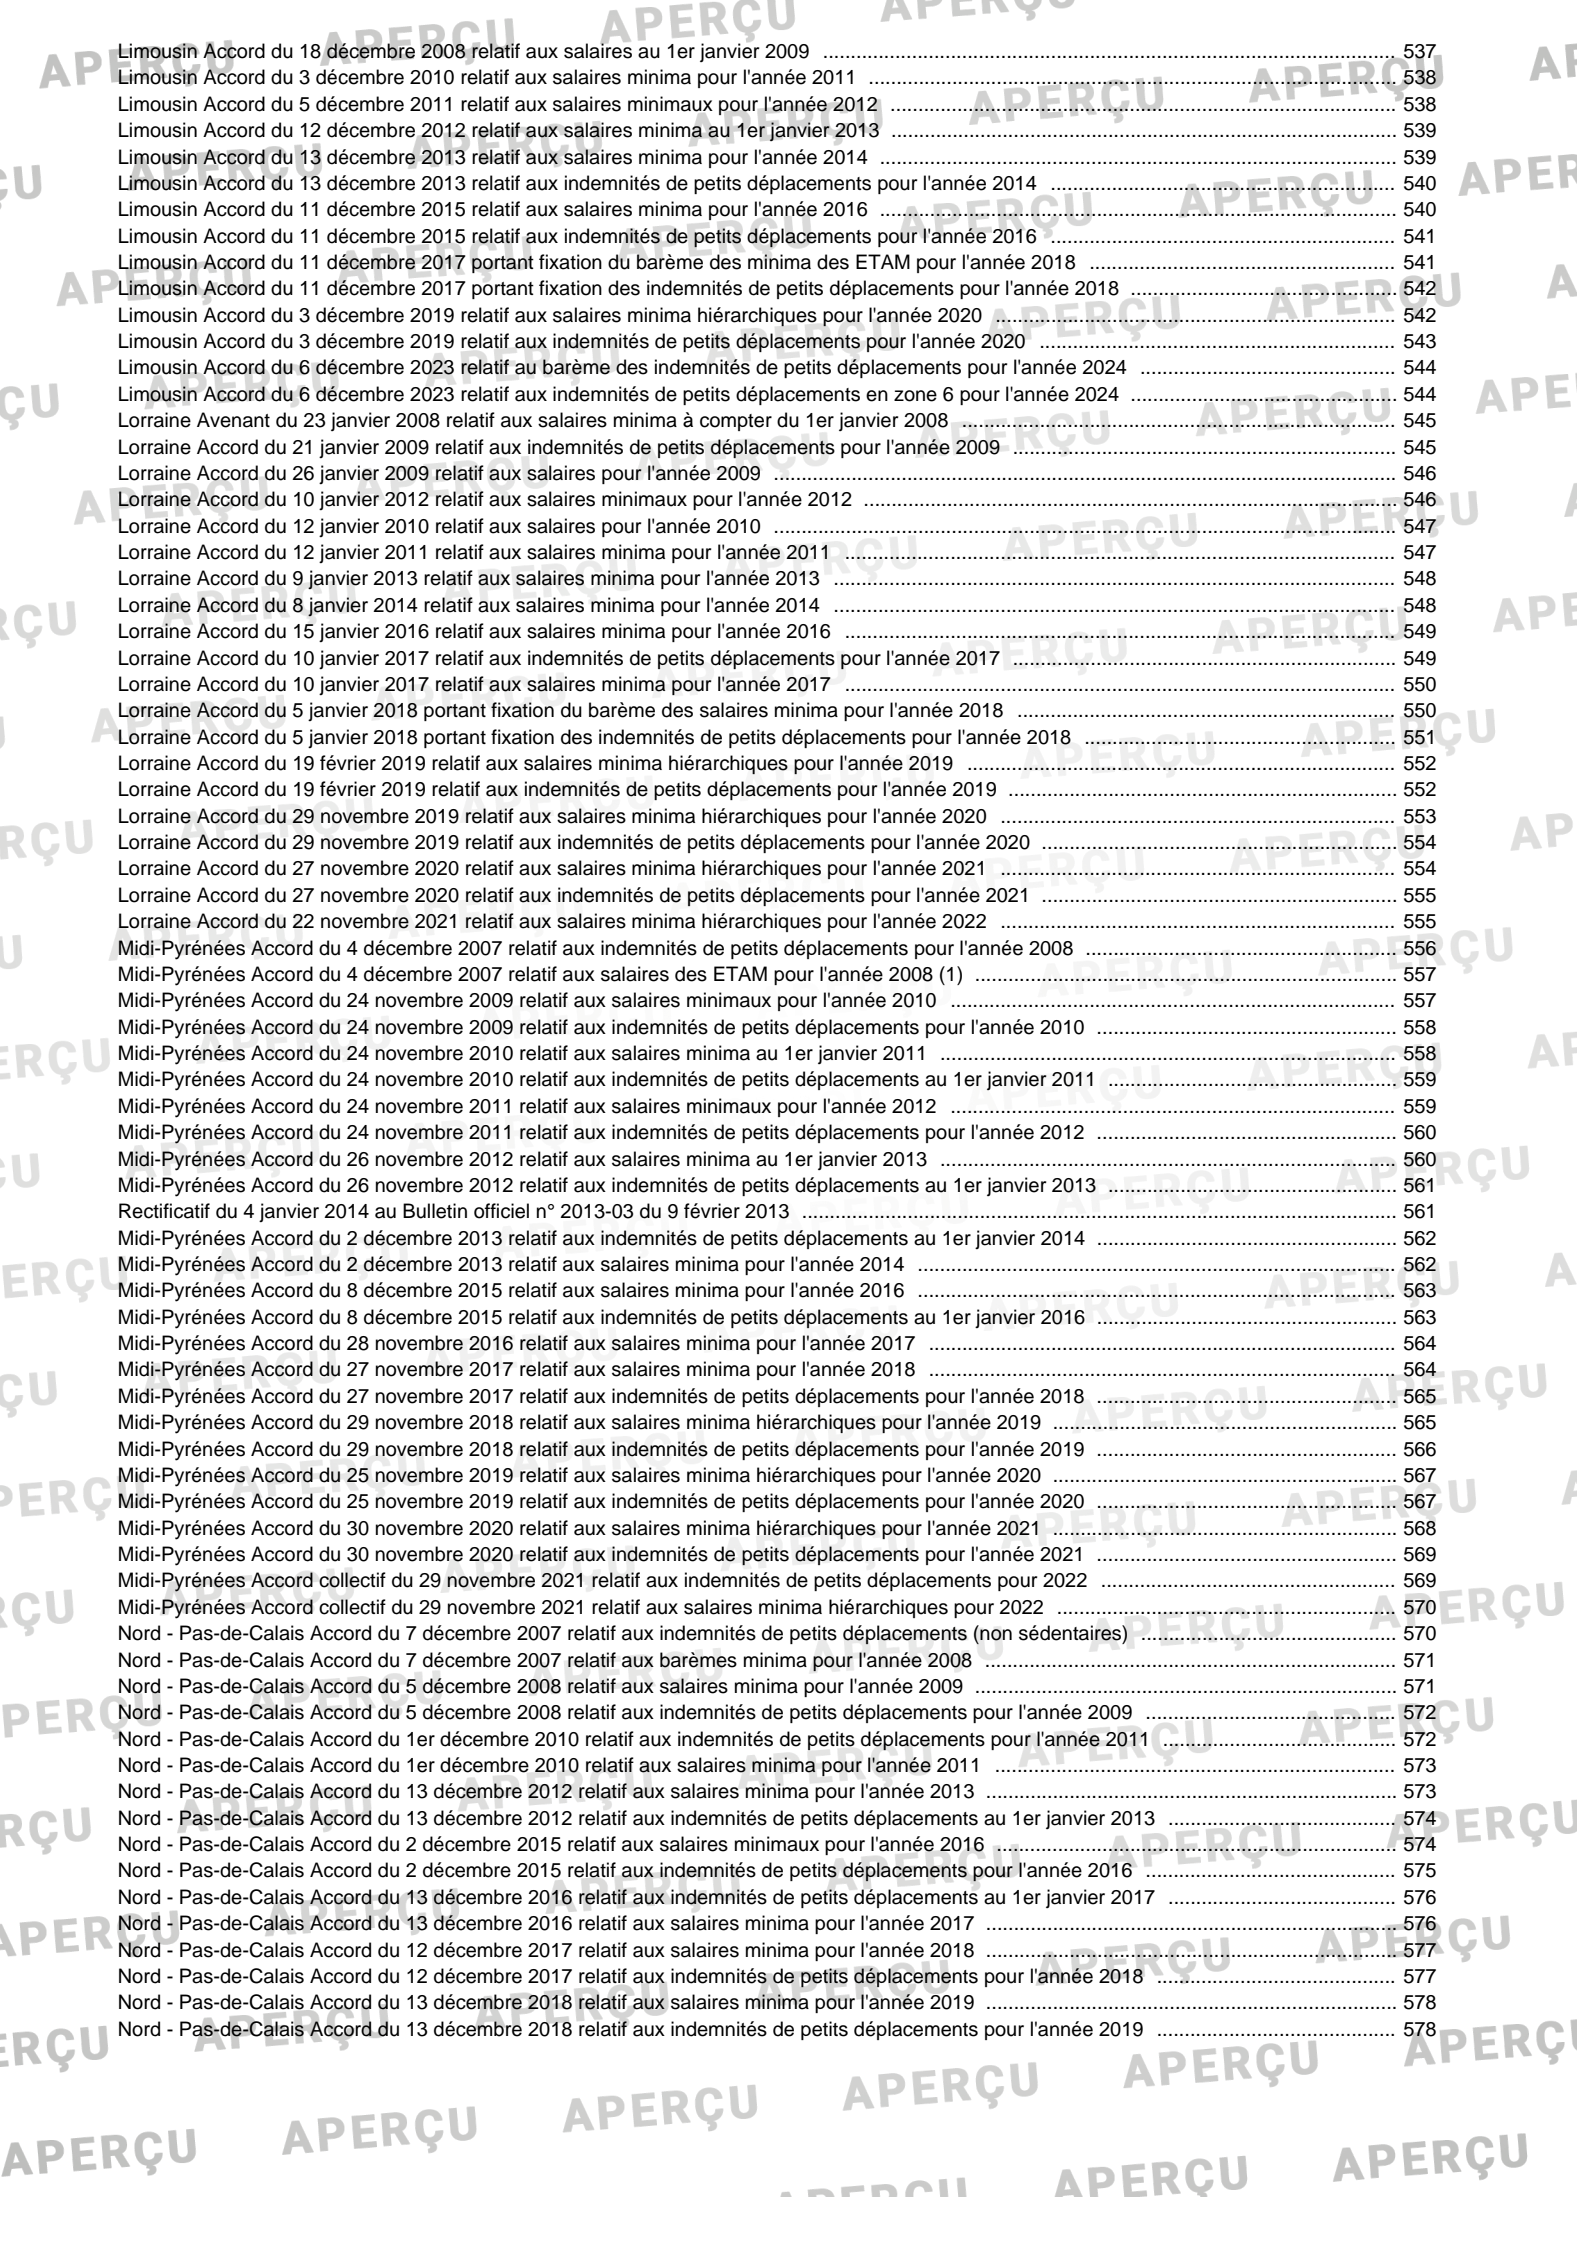 Limousin Accord du 18 décembre 2008 relatif aux salaires au 1er janvier 2009 ... 537
Limousin Accord du 3 décembre 2010 relatif aux salaires minima pour l'année 2011 ... 538
Limousin Accord du 5 décembre 2011 relatif aux salaires minimaux pour l'année 2012 ... 538
Limousin Accord du 12 décembre 2012 relatif aux salaires minima au 1er janvier 2013 ... 539
Limousin Accord du 13 décembre 2013 relatif aux salaires minima pour l'année 2014 ... 539
Limousin Accord du 13 décembre 2013 relatif aux indemnités de petits déplacements pour l'année 2014 ... 540
Limousin Accord du 11 décembre 2015 relatif aux salaires minima pour l'année 2016 ... 540
Limousin Accord du 11 décembre 2015 relatif aux indemnités de petits déplacements pour l'année 2016 ... 541
Limousin Accord du 11 décembre 2017 portant fixation du barème des minima des ETAM pour l'année 2018 ... 541
Limousin Accord du 11 décembre 2017 portant fixation des indemnités de petits déplacements pour l'année 2018 ... 542
Limousin Accord du 3 décembre 2019 relatif aux salaires minima hiérarchiques pour l'année 2020 ... 542
Limousin Accord du 3 décembre 2019 relatif aux indemnités de petits déplacements pour l'année 2020 ... 543
Limousin Accord du 6 décembre 2023 relatif au barème des indemnités de petits déplacements pour l'année 2024 ... 544
Limousin Accord du 6 décembre 2023 relatif aux indemnités de petits déplacements en zone 6 pour l'année 2024 ... 544
Lorraine Avenant du 23 janvier 2008 relatif aux salaires minima à compter du 1er janvier 2008 ... 545
Lorraine Accord du 21 janvier 2009 relatif aux indemnités de petits déplacements pour l'année 2009 ... 545
Lorraine Accord du 26 janvier 2009 relatif aux salaires pour l'année 2009 ... 546
Lorraine Accord du 10 janvier 2012 relatif aux salaires minimaux pour l'année 2012 ... 546
Lorraine Accord du 12 janvier 2010 relatif aux salaires pour l'année 2010 ... 547
Lorraine Accord du 12 janvier 2011 relatif aux salaires minima pour l'année 2011 ... 547
Lorraine Accord du 9 janvier 2013 relatif aux salaires minima pour l'année 2013 ... 548
Lorraine Accord du 8 janvier 2014 relatif aux salaires minima pour l'année 2014 ... 548
Lorraine Accord du 15 janvier 2016 relatif aux salaires minima pour l'année 2016 ... 549
Lorraine Accord du 10 janvier 2017 relatif aux indemnités de petits déplacements pour l'année 2017 ... 549
Lorraine Accord du 10 janvier 2017 relatif aux salaires minima pour l'année 2017 ... 550
Lorraine Accord du 5 janvier 2018 portant fixation du barème des salaires minima pour l'année 2018 ... 550
Lorraine Accord du 5 janvier 2018 portant fixation des indemnités de petits déplacements pour l'année 2018 ... 551
Lorraine Accord du 19 février 2019 relatif aux salaires minima hiérarchiques pour l'année 2019 ... 552
Lorraine Accord du 19 février 2019 relatif aux indemnités de petits déplacements pour l'année 2019 ... 552
Lorraine Accord du 29 novembre 2019 relatif aux salaires minima hiérarchiques pour l'année 2020 ... 553
Lorraine Accord du 29 novembre 2019 relatif aux indemnités de petits déplacements pour l'année 2020 ... 554
Lorraine Accord du 27 novembre 2020 relatif aux salaires minima hiérarchiques pour l'année 2021 ... 554
Lorraine Accord du 27 novembre 2020 relatif aux indemnités de petits déplacements pour l'année 2021 ... 555
Lorraine Accord du 22 novembre 2021 relatif aux salaires minima hiérarchiques pour l'année 2022 ... 555
Midi-Pyrénées Accord du 4 décembre 2007 relatif aux indemnités de petits déplacements pour l'année 2008 ... 556
Midi-Pyrénées Accord du 4 décembre 2007 relatif aux salaires des ETAM pour l'année 2008 (1) ... 557
Midi-Pyrénées Accord du 24 novembre 2009 relatif aux salaires minimaux pour l'année 2010 ... 557
Midi-Pyrénées Accord du 24 novembre 2009 relatif aux indemnités de petits déplacements pour l'année 2010 ... 558
Midi-Pyrénées Accord du 24 novembre 2010 relatif aux salaires minima au 1er janvier 2011 ... 558
Midi-Pyrénées Accord du 24 novembre 2010 relatif aux indemnités de petits déplacements au 1er janvier 2011 ... 559
Midi-Pyrénées Accord du 24 novembre 2011 relatif aux salaires minimaux pour l'année 2012 ... 559
Midi-Pyrénées Accord du 24 novembre 2011 relatif aux indemnités de petits déplacements pour l'année 2012 ... 560
Midi-Pyrénées Accord du 26 novembre 2012 relatif aux salaires minima au 1er janvier 2013 ... 560
Midi-Pyrénées Accord du 26 novembre 2012 relatif aux indemnités de petits déplacements au 1er janvier 2013 ... 561
Rectificatif du 4 janvier 2014 au Bulletin officiel n° 2013-03 du 9 février 2013 ... 561
Midi-Pyrénées Accord du 2 décembre 2013 relatif aux indemnités de petits déplacements au 1er janvier 2014 ... 562
Midi-Pyrénées Accord du 2 décembre 2013 relatif aux salaires minima pour l'année 2014 ... 562
Midi-Pyrénées Accord du 8 décembre 2015 relatif aux salaires minima pour l'année 2016 ... 563
Midi-Pyrénées Accord du 8 décembre 2015 relatif aux indemnités de petits déplacements au 1er janvier 2016 ... 563
Midi-Pyrénées Accord du 28 novembre 2016 relatif aux salaires minima pour l'année 2017 ... 564
Midi-Pyrénées Accord du 27 novembre 2017 relatif aux salaires minima pour l'année 2018 ... 564
Midi-Pyrénées Accord du 27 novembre 2017 relatif aux indemnités de petits déplacements pour l'année 2018 ... 565
Midi-Pyrénées Accord du 29 novembre 2018 relatif aux salaires minima hiérarchiques pour l'année 2019 ... 565
Midi-Pyrénées Accord du 29 novembre 2018 relatif aux indemnités de petits déplacements pour l'année 2019 ... 566
Midi-Pyrénées Accord du 25 novembre 2019 relatif aux salaires minima hiérarchiques pour l'année 2020 ... 567
Midi-Pyrénées Accord du 25 novembre 2019 relatif aux indemnités de petits déplacements pour l'année 2020 ... 567
Midi-Pyrénées Accord du 30 novembre 2020 relatif aux salaires minima hiérarchiques pour l'année 2021 ... 568
Midi-Pyrénées Accord du 30 novembre 2020 relatif aux indemnités de petits déplacements pour l'année 2021 ... 569
Midi-Pyrénées Accord collectif du 29 novembre 2021 relatif aux indemnités de petits déplacements pour 2022 ... 569
Midi-Pyrénées Accord collectif du 29 novembre 2021 relatif aux salaires minima hiérarchiques pour 2022 ... 570
Nord - Pas-de-Calais Accord du 7 décembre 2007 relatif aux indemnités de petits déplacements (non sédentaires) ... 570
Nord - Pas-de-Calais Accord du 7 décembre 2007 relatif aux barèmes minima pour l'année 2008 ... 571
Nord - Pas-de-Calais Accord du 5 décembre 2008 relatif aux salaires minima pour l'année 2009 ... 571
Nord - Pas-de-Calais Accord du 5 décembre 2008 relatif aux indemnités de petits déplacements pour l'année 2009 ... 572
Nord - Pas-de-Calais Accord du 1er décembre 2010 relatif aux indemnités de petits déplacements pour l'année 2011 ... 572
Nord - Pas-de-Calais Accord du 1er décembre 2010 relatif aux salaires minima pour l'année 2011 ... 573
Nord - Pas-de-Calais Accord du 13 décembre 2012 relatif aux salaires minima pour l'année 2013 ... 573
Nord - Pas-de-Calais Accord du 13 décembre 2012 relatif aux indemnités de petits déplacements au 1er janvier 2013 ... 574
Nord - Pas-de-Calais Accord du 2 décembre 2015 relatif aux salaires minimaux pour l'année 2016 ... 574
Nord - Pas-de-Calais Accord du 2 décembre 2015 relatif aux indemnités de petits déplacements pour l'année 2016 ... 575
Nord - Pas-de-Calais Accord du 13 décembre 2016 relatif aux indemnités de petits déplacements au 1er janvier 2017 ... 576
Nord - Pas-de-Calais Accord du 13 décembre 2016 relatif aux salaires minima pour l'année 2017 ... 576
Nord - Pas-de-Calais Accord du 12 décembre 2017 relatif aux salaires minima pour l'année 2018 ... 577
Nord - Pas-de-Calais Accord du 12 décembre 2017 relatif aux indemnités de petits déplacements pour l'année 2018 ... 577
Nord - Pas-de-Calais Accord du 13 décembre 2018 relatif aux salaires minima pour l'année 2019 ... 578
Nord - Pas-de-Calais Accord du 13 décembre 2018 relatif aux indemnités de petits déplacements pour l'année 2019 ... 578
APERÇU